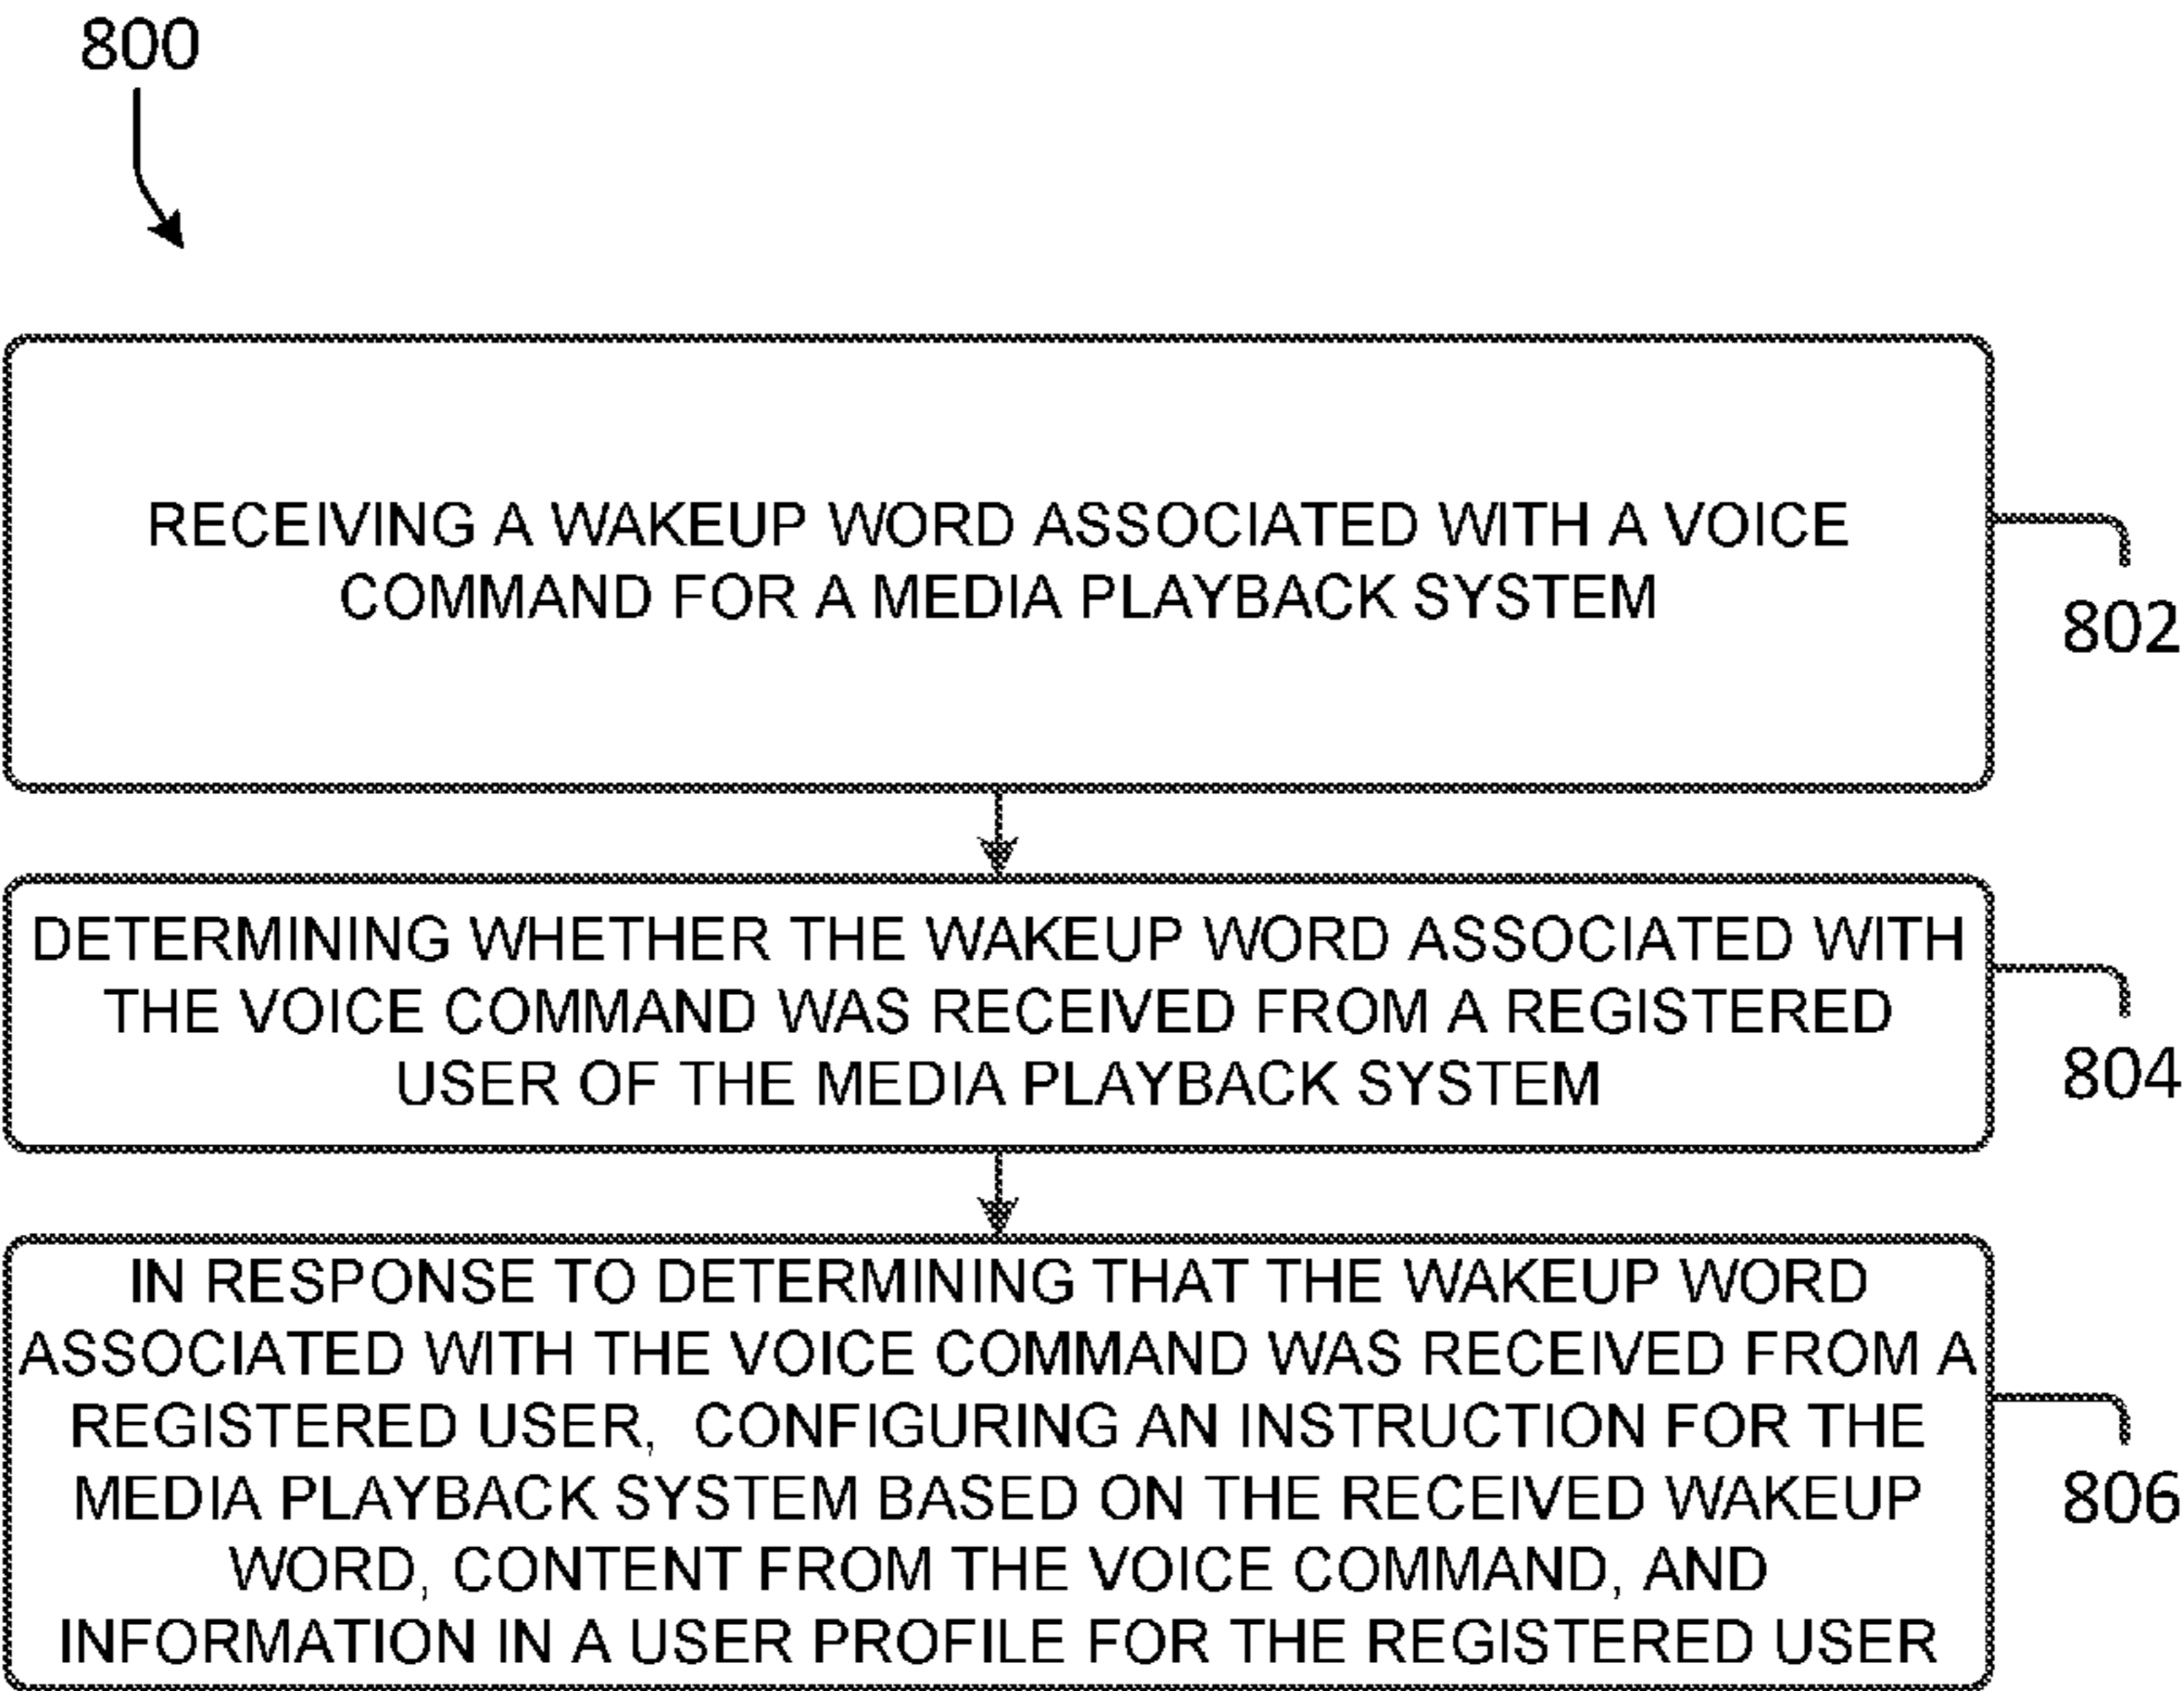 800
RECEIVING A WAKEUP WORD ASSOCIATED WITH A VOICE
COMMAND FOR A MEDIA PLAYBACK SYSTEM
802
DETERMINING WHETHER THE WAKEUP WORD ASSOCIATED WITH
THE VOICE COMMAND WAS RECEIVED FROM A REGISTERED
USER OF THE MEDIA PLAYBACK SYSTEM
804
IN RESPONSE TO DETERMINING THAT THE WAKEUP WORD
ASSOCIATED WITH THE VOICE COMMAND WAS RECEIVED FROM A
REGISTERED USER, CONFIGURING AN INSTRUCTION FOR THE
MEDIA PLAYBACK SYSTEM BASED ON THE RECEIVED WAKEUP
WORD, CONTENT FROM THE VOICE COMMAND, AND
INFORMATION IN A USER PROFILE FOR THE REGISTERED USER
806